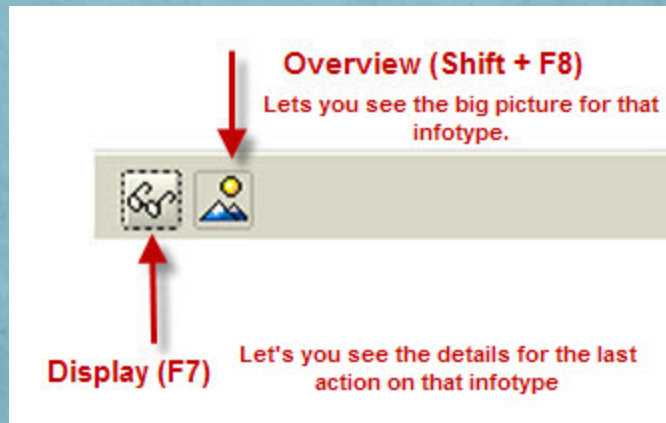 Overview (Shift + F8)
Lets you see the big picture for that
infotype.
Display (F7)
Let's you see the details for the last
action on that infotype